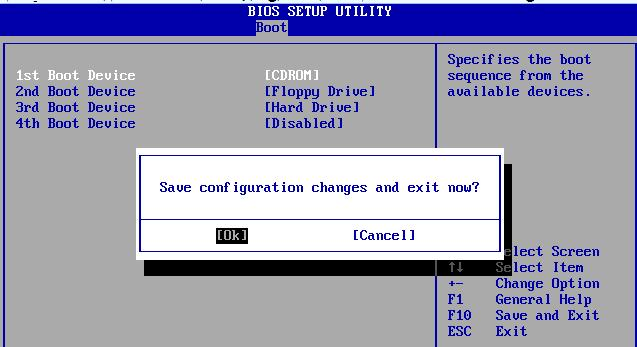 BIOS SETUP UTILITY
Boot
1st Boot Device [CDROM]
2nd Boot Device [Floppy Drive]
3rd Boot Device [Hard Drive]
4th Boot Device [Disabled]
Specifies the boot
sequence from the
available devices.
Save configuration changes and exit now?
[Ok] [Cancel]
elect Screen
↑↓ Select Item
+- Change Option
F1 General Help
F10 Save and Exit
ESC Exit